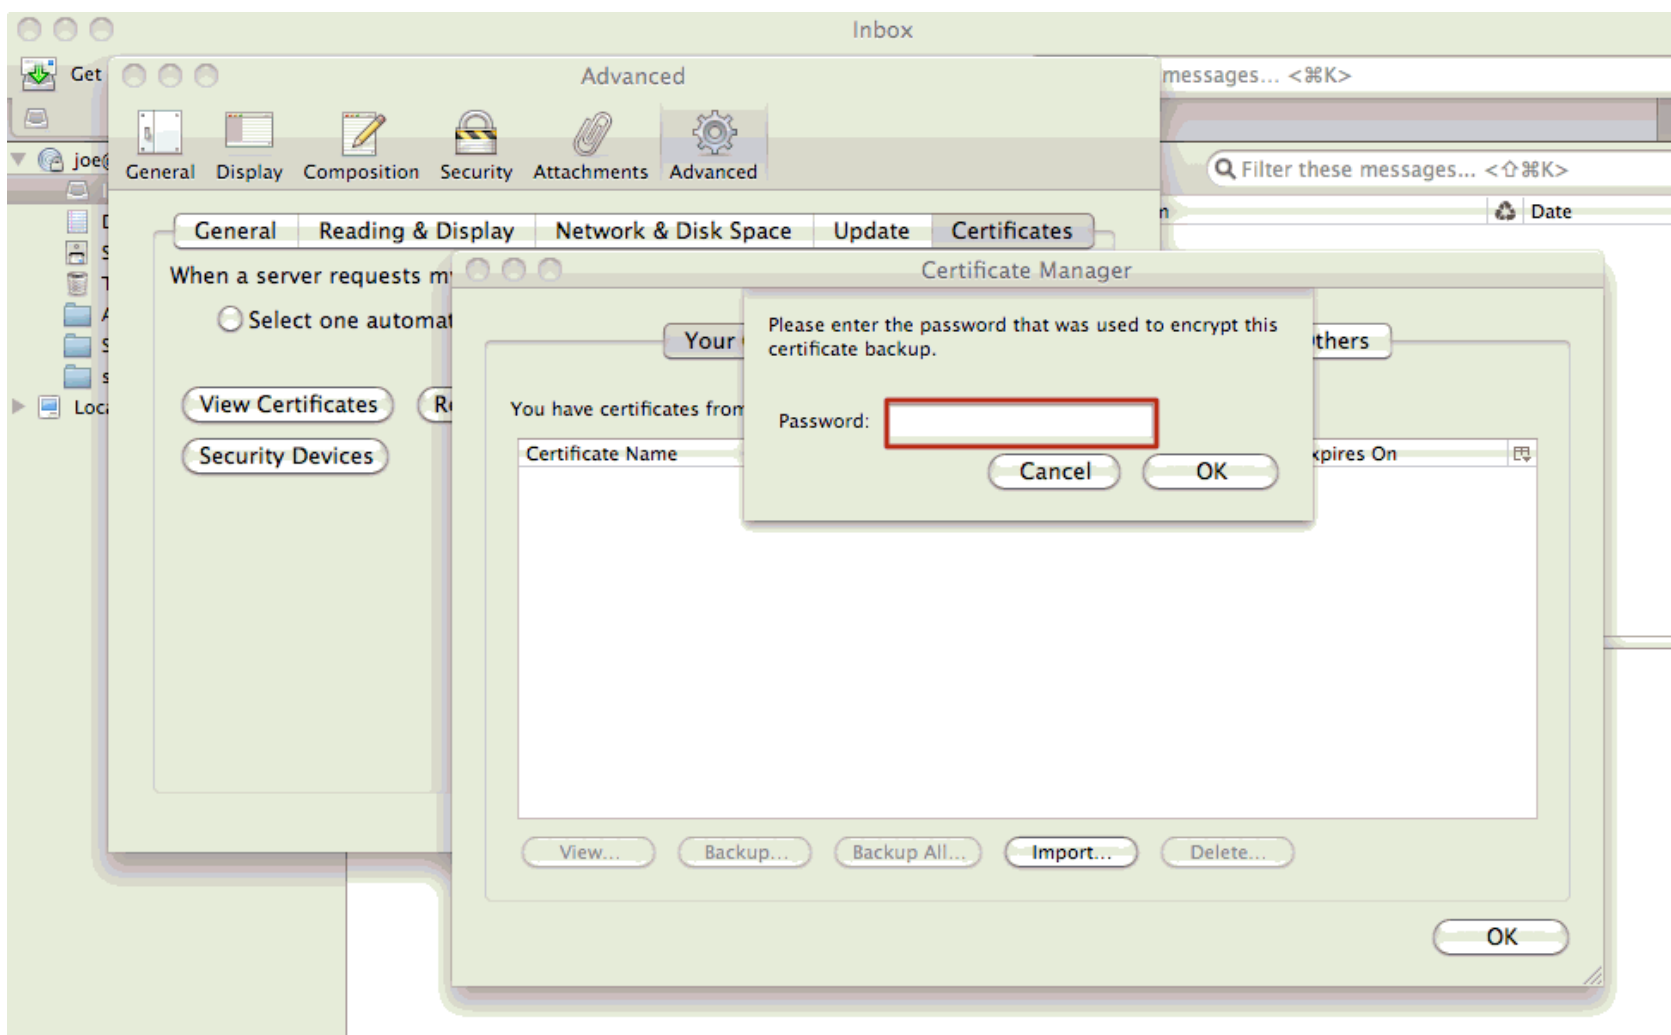 Inbox
Get
Advanced
messages... <⌘K>
joe@
General Display Composition Security Attachments Advanced
Filter these messages... <⇧⌘K>
Date
General Reading & Display Network & Disk Space Update Certificates
When a server requests my
Certificate Manager
Select one automat
Please enter the password that was used to encrypt this
certificate backup.
Your
thers
View Certificates
Loca
You have certificates from
Password:
Security Devices
Certificate Name
xpires On
Cancel OK
View... Backup... Backup All... Import... Delete...
OK